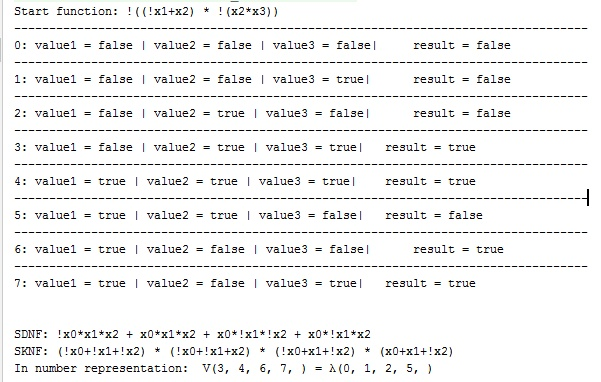 Start function: !((!x1+x2) * !(x2*x3))
0: value1 = false | value2 = false | value3 = false| result = false
1: value1 = false | value2 = false | value3 = true| result = false
2: value1 = false | value2 = true | value3 = false| result = false
3: value1 = false | value2 = true | value3 = true| result = true
4: value1 = true | value2 = true | value3 = true| result = true
5: value1 = true | value2 = true | value3 = false| result = false
6: value1 = true | value2 = false | value3 = false| result = true
7: value1 = true | value2 = false | value3 = true| result = true
SDNF: !x0*x1*x2 + x0*x1*x2 + x0*!x1*!x2 + x0*!x1*x2
SKNF: (!x0+!x1+!x2) * (!x0+!x1+x2) * (!x0+x1+!x2) * (x0+x1+!x2)
In number representation: V(3, 4, 6, 7, ) = λ(0, 1, 2, 5, )